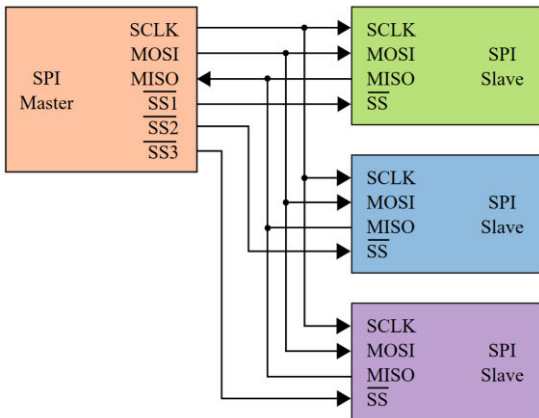 SCLK
MOSI
MISO
SS1
SS2
SS3
SPI
Master
SCLK
MOSI
MISO
SS
SPI
Slave
SCLK
MOSI
MISO
SS
SPI
Slave
SCLK
MOSI
MISO
SS
SPI
Slave